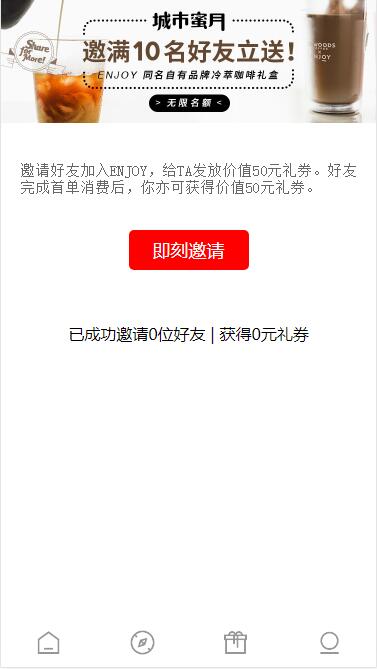 城市蜜月
邀满10名好友立送!
ENJOY 同名自有品牌冷萃咖啡礼盒
> 无限名额 <
Share
for
More!
邀请好友加入ENJOY,给TA发放价值50元礼券。好友
完成首单消费后,你亦可获得价值50元礼券。
即刻邀请
已成功邀请0位好友 | 获得0元礼券